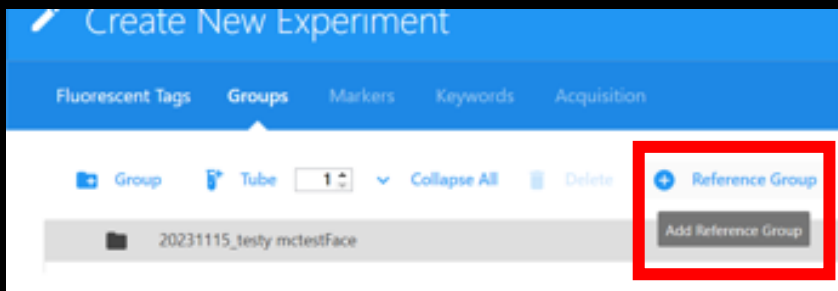 Create New Experiment
Fluorescent Tags Groups Markers Keywords Acquisition
Group Tube 1 Collapse All Delete Reference Group
20231115_testy mctestFace
Add Reference Group